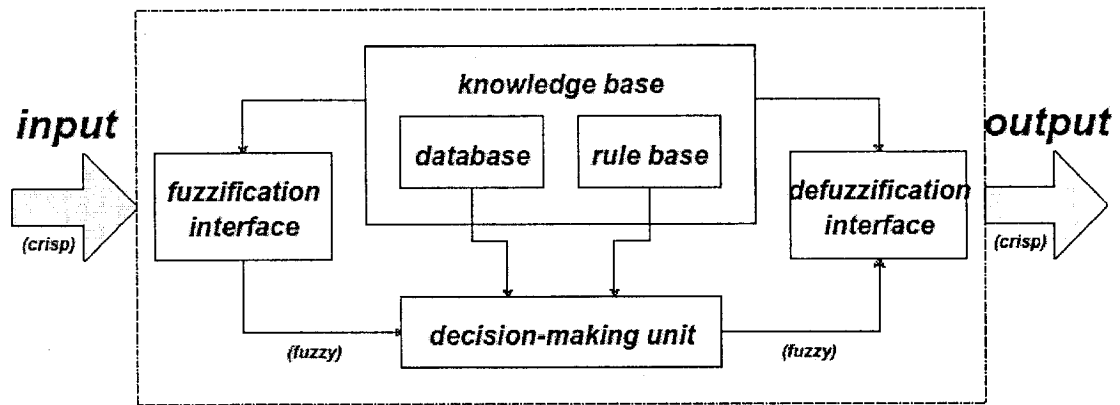 knowledge base
input
output
database
rule base
fuzzification
interface
defuzzification
interface
(crisp)
(crisp)
decision-making unit
(fuzzy)
(fuzzy)